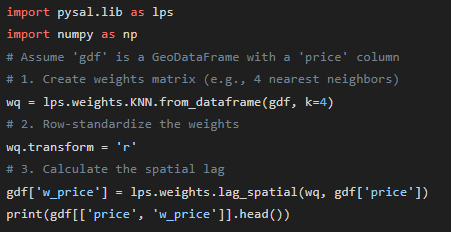 import pysal.lib as lps
import numpy as np
# Assume 'gdf' is a GeoDataFrame with a 'price' column
# 1. Create weights matrix (e.g., 4 nearest neighbors)
wq = lps.weights.KNN.from_dataframe(gdf, k=4)
# 2. Row-standardize the weights
wq.transform = 'r'
# 3. Calculate the spatial lag
gdf['w_price'] = lps.weights.lag_spatial(wq, gdf['price'])
print(gdf[['price', 'w_price']].head())